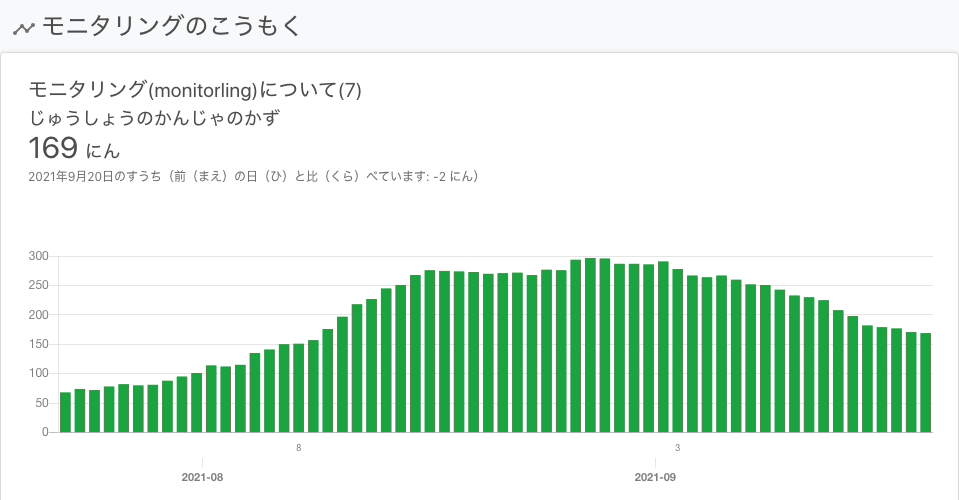 モニタリングのこうもく
モニタリング(monitorling)について(7)
じゅうしょうのかんじゃのかず
169 にん
2021年9月20日のすうち（前（まえ）の日（ひ）と比（くら）べています: -2 にん）
300
250
200
150
100
50
0
8
3
2021-08
2021-09